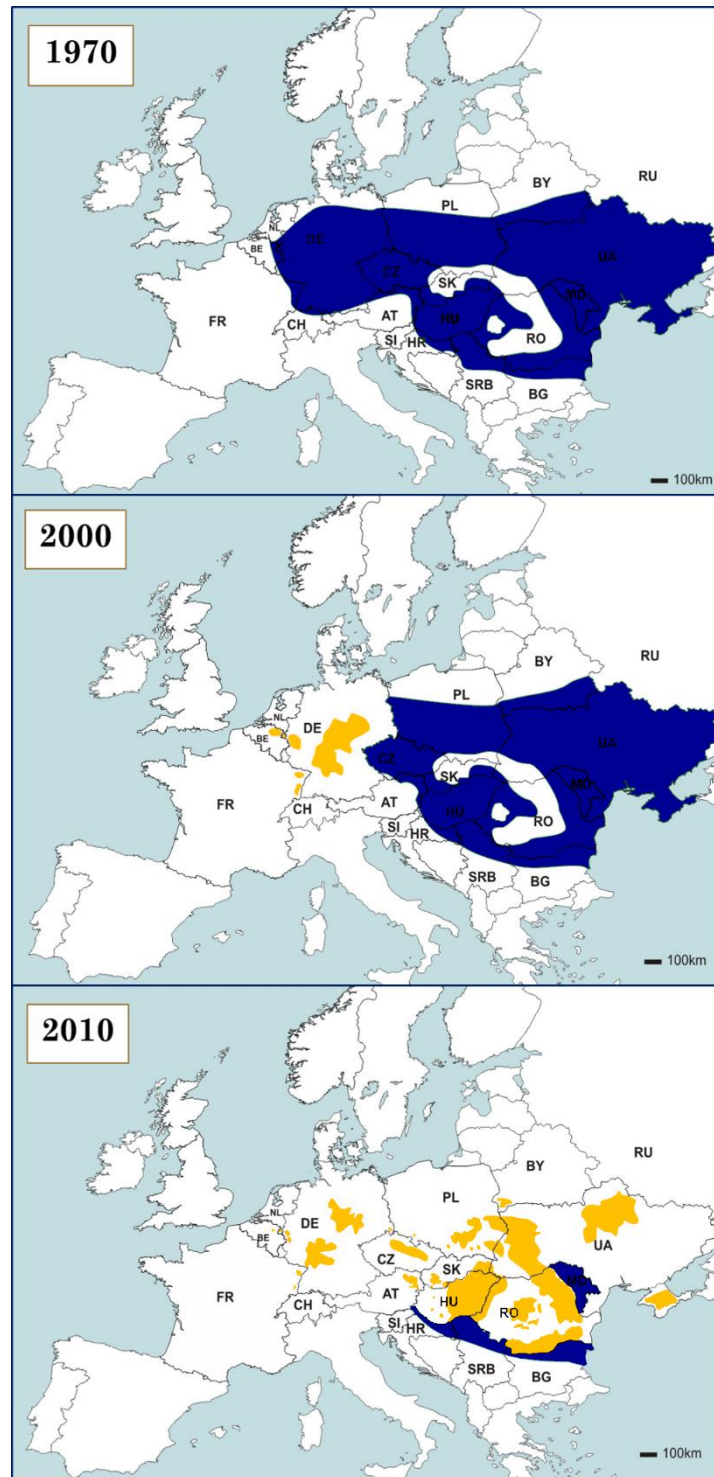 1970
RU
BY
PL
NL
DE
BE
UA
CZ
SK
MD
FR
CH
AT
HU
SI
HR
RO
SRB
BG
100km
2000
RU
BY
PL
NL
DE
BE
UA
CZ
SK
MD
FR
CH
AT
HU
SI
HR
RO
SRB
BG
100km
2010
RU
BY
PL
NL
DE
BE
UA
CZ
SK
MD
FR
CH
AT
HU
RO
SI
HR
SRB
BG
100km